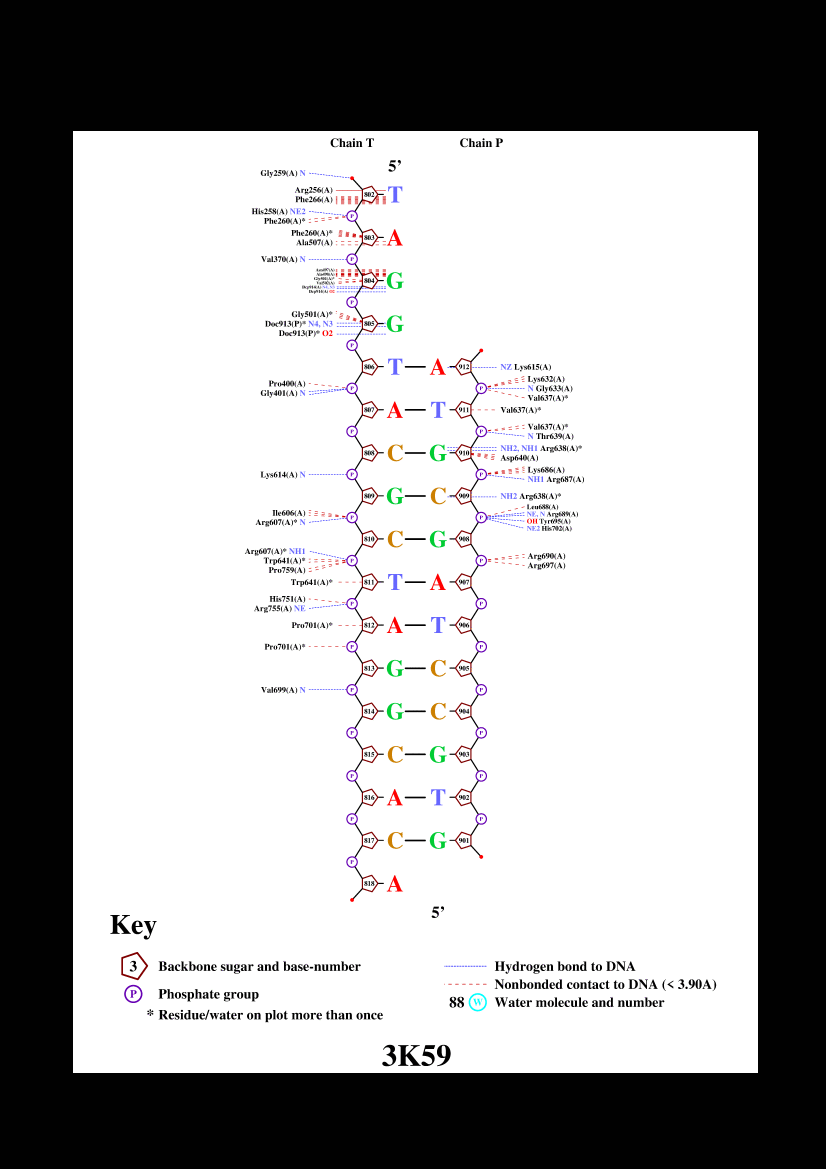 Chain T Chain P
5’
Gly259(A) N
Arg256(A)
802 T
Phe266(A)
His258(A) NE2
P
Phe260(A)*
Phe260(A)*
803 A
Ala507(A)
Val370(A) N P
804 G
P
Gly501(A)*
Doc913(P)* N4, N3 805 G
Doc913(P)* O2
P
806 T A 912 NZ Lys615(A)
Lys632(A)
Pro400(A) P P N Gly633(A)
Gly401(A) N Val637(A)*
807 A T 911 Val637(A)*
Val637(A)*
P P N Thr639(A)
NH2, NH1 Arg638(A)*
808 C G 910 Asp640(A)
Lys686(A)
Lys614(A) N P P NH1 Arg687(A)
809 G C 909 NH2 Arg638(A)*
Leu688(A)
Ile606(A) P P NE, N Arg689(A)
Arg607(A)* N OH Tyr695(A)
NE2 His702(A)
810 C G 908
Arg607(A)* NH1 Arg690(A)
Trp641(A)* P P Arg697(A)
Pro759(A)
Trp641(A)* 811 T A 907
His751(A) P P
Arg755(A) NE
Pro701(A)* 812 A T 906
Pro701(A)* P P
813 G C 905
Val699(A) N P P
814 G C 904
P P
815 C G 903
P P
816 A T 902
P P
817 C G 901
P
818 A
5’
Key
3 Backbone sugar and base-number Hydrogen bond to DNA
Nonbonded contact to DNA (< 3.90A)
P Phosphate group
88 W Water molecule and number
* Residue/water on plot more than once
3K59